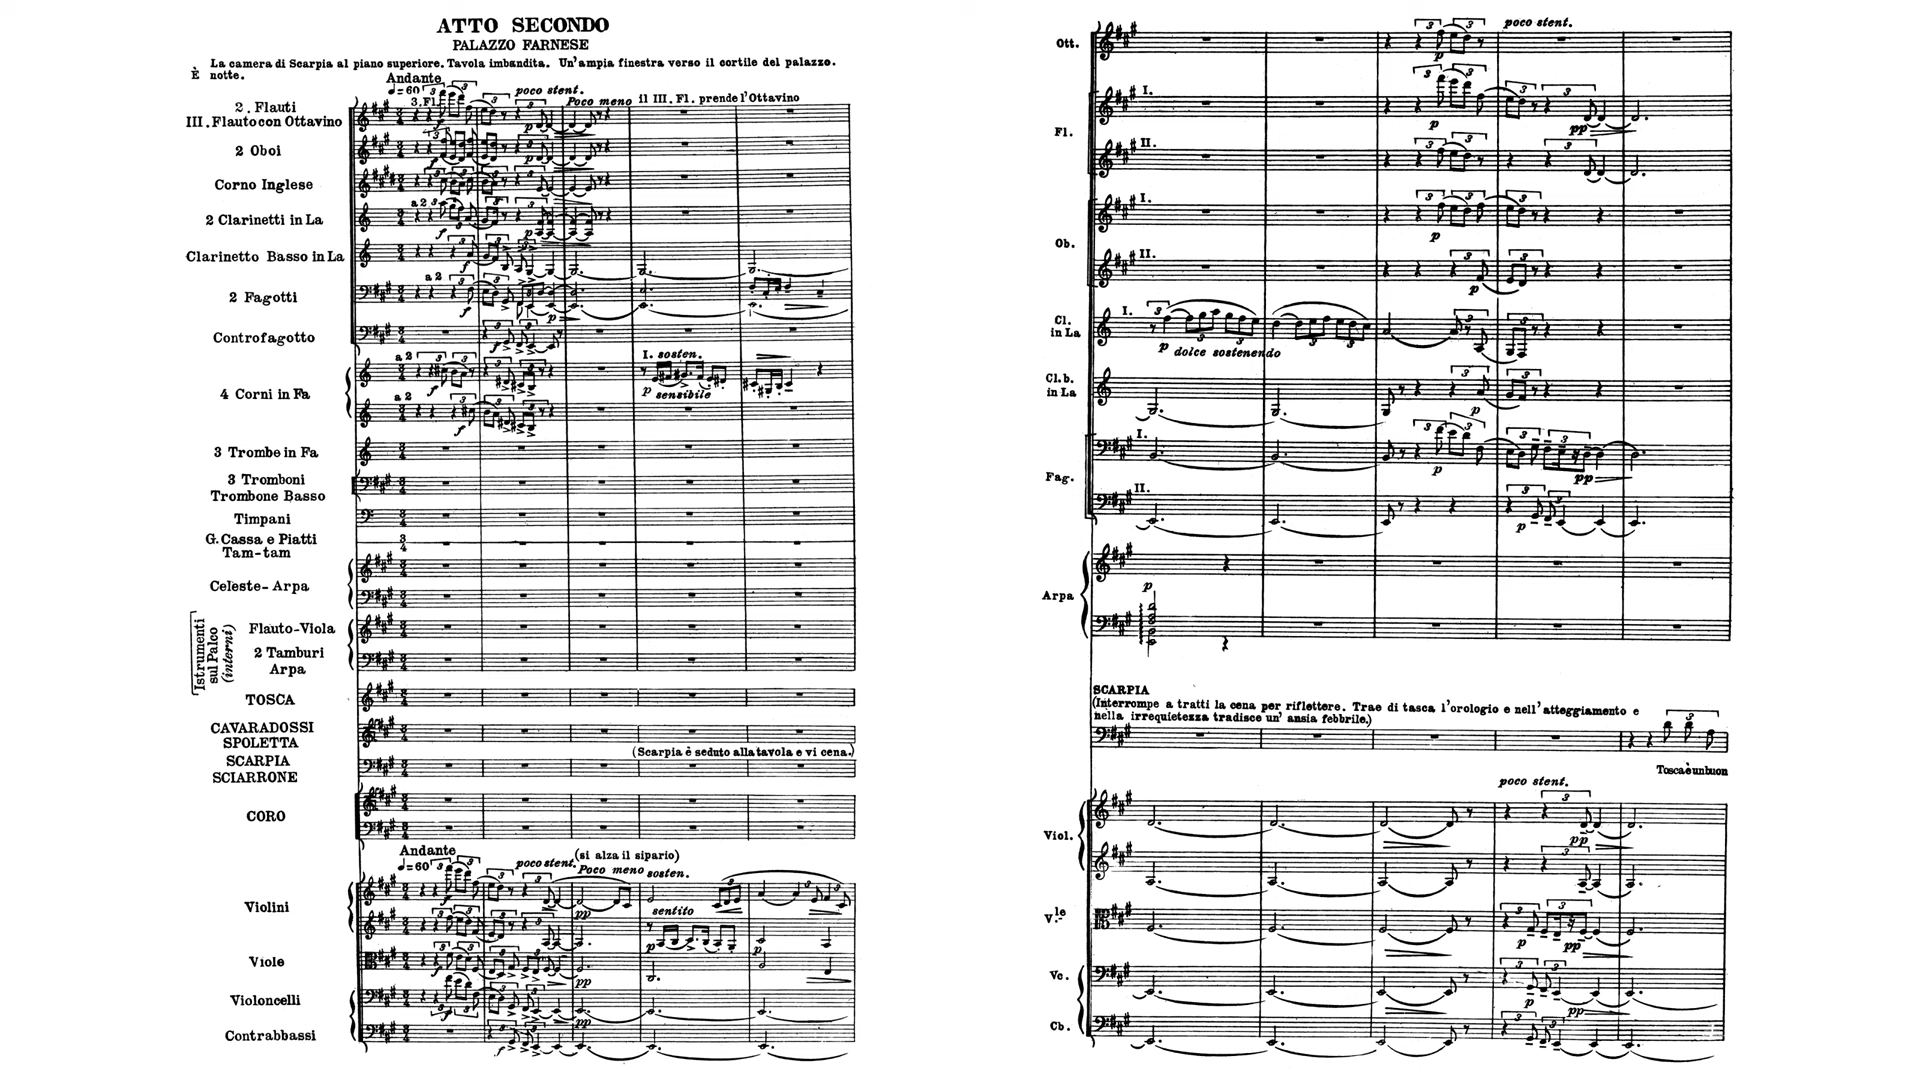 ATTO SECONDO
PALAZZO FARNESE
È La camera di Scarpia al piano superiore. Tavola imbandita. Un'ampia finestra verso il cortile del palazzo.
notte.
Andante
♩=60
3. Fl.
poco stent.
Poco meno
il III. Fl. prende l'Ottavino
2. Flauti
III. Flauto con Ottavino
2 Oboi
Corno Inglese
2 Clarinetti in La
Clarinetto Basso in La
2 Fagotti
Controfagotto
4 Corni in Fa
I. sosten.
p sensibile
3 Trombe in Fa
3 Tromboni
Trombone Basso
Timpani
G. Cassa e Piatti
Tam-tam
Celeste-Arpa
Istrumenti
sul Palco
(interni)
Flauto-Viola
2 Tamburi
Arpa
TOSCA
CAVARADOSSI
SPOLETTA
(Scarpia è seduto alla tavola e vi cena.)
SCARPIA
SCIARRONE
CORO
Andante
♩=60
poco stent.
(si alza il sipario)
Poco meno
sosten.
Violini
sentito
Viole
Violoncelli
Contrabbassi
poco stent.
Ott.
I.
Fl.
II.
I.
Ob.
II.
Cl.
in La
I.
p dolce sostenendo
Cl. b.
in La
I.
Fag.
II.
Arpa
SCARPIA
(Interrompe a tratti la cena per riflettere. Trae di tasca l'orologio e nell'atteggiamento e
nella irrequietezza tradisce un' ansia febbrile.)
Tosca è un buon
poco stent.
Viol.
V.le
Vc.
Cb.